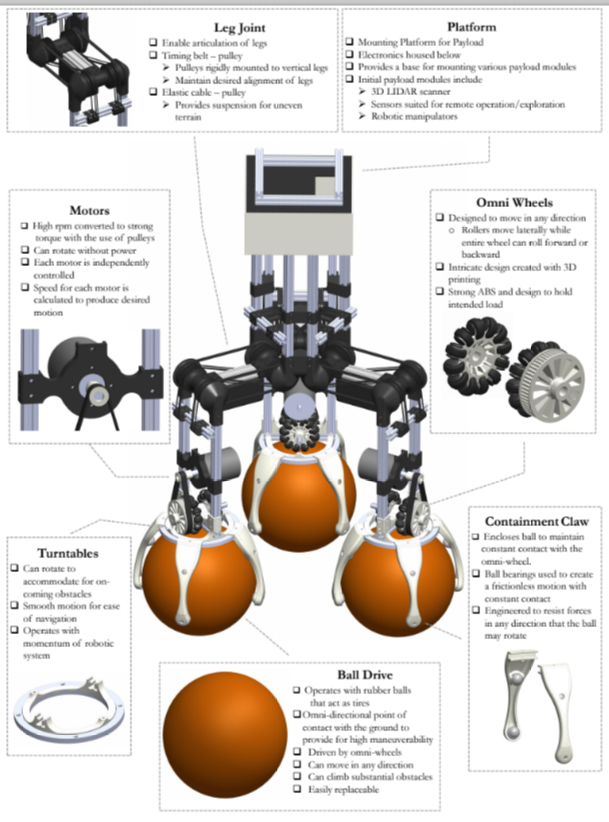 Leg Joint
❑ Enable articulation of legs
❑ Timing belt – pulley
➢ Pulleys rigidly mounted to vertical legs
➢ Maintain desired alignment of legs
❑ Elastic cable – pulley
➢ Provides suspension for uneven
terrain
Platform
❑ Mounting Platform for Payload
❑ Electronics housed below
❑ Provides a base for mounting various payload modules
❑ Initial payload modules include
➢ 3D LIDAR scanner
➢ Sensors suited for remote operation/exploration
➢ Robotic manipulators
Motors
❑ High rpm converted to strong
torque with the use of pulleys
❑ Can rotate without power
❑ Each motor is independently
controlled
❑ Speed for each motor is
calculated to produce desired
motion
Omni Wheels
❑ Designed to move in any direction
o Rollers move laterally while
entire wheel can roll forward or
backward
❑ Intricate design created with 3D
printing
❑ Strong ABS and design to hold
intended load
Turntables
❑ Can rotate to
accommodate for on-
coming obstacles
❑ Smooth motion for ease
of navigation
❑ Operates with
momentum of robotic
system
Containment Claw
❑ Encloses ball to maintain
constant contact with the
omni-wheel.
❑ Ball bearings used to create
a frictionless motion with
constant contact
❑ Engineered to resist forces
in any direction that the ball
may rotate
Ball Drive
❑ Operates with rubber balls
that act as tires
❑Omni-directional point of
contact with the ground to
provide for high maneuverability
❑ Driven by omni-wheels
❑ Can move in any direction
❑ Can climb substantial obstacles
❑ Easily replaceable